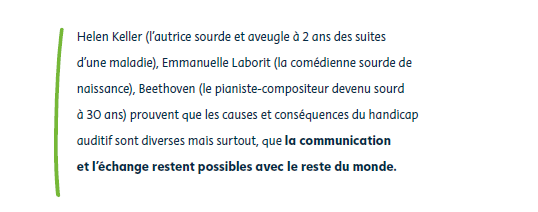 Helen Keller (l’autrice sourde et aveugle à 2 ans des suites
d’une maladie), Emmanuelle Laborit (la comédienne sourde de
naissance), Beethoven (le pianiste-compositeur devenu sourd
à 30 ans) prouvent que les causes et conséquences du handicap
auditif sont diverses mais surtout, que la communication
et l’échange restent possibles avec le reste du monde.